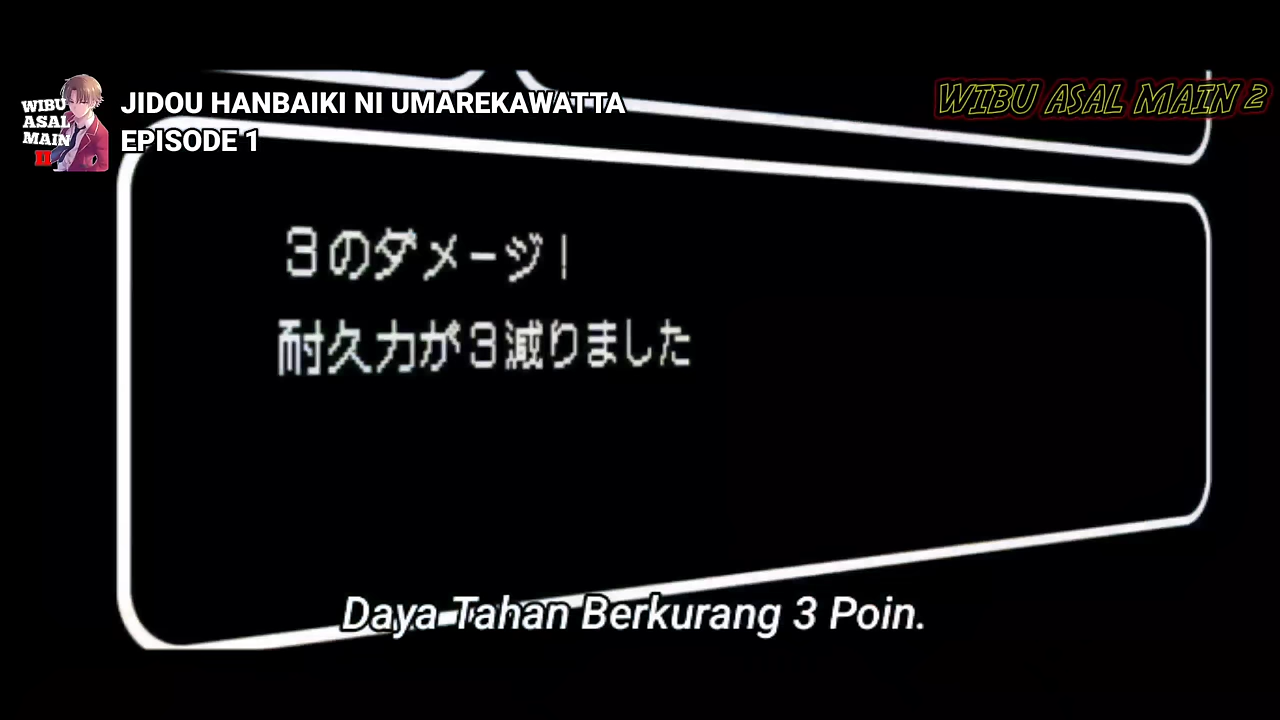 WIBU
ASAL
MAIN
II
JIDOU HANBAIKI NI UMAREKAWATTA
EPISODE 1
WIBU ASAL MAIN 2
3のダメージ!
耐久力が3減りました
Daya Tahan Berkurang 3 Poin.